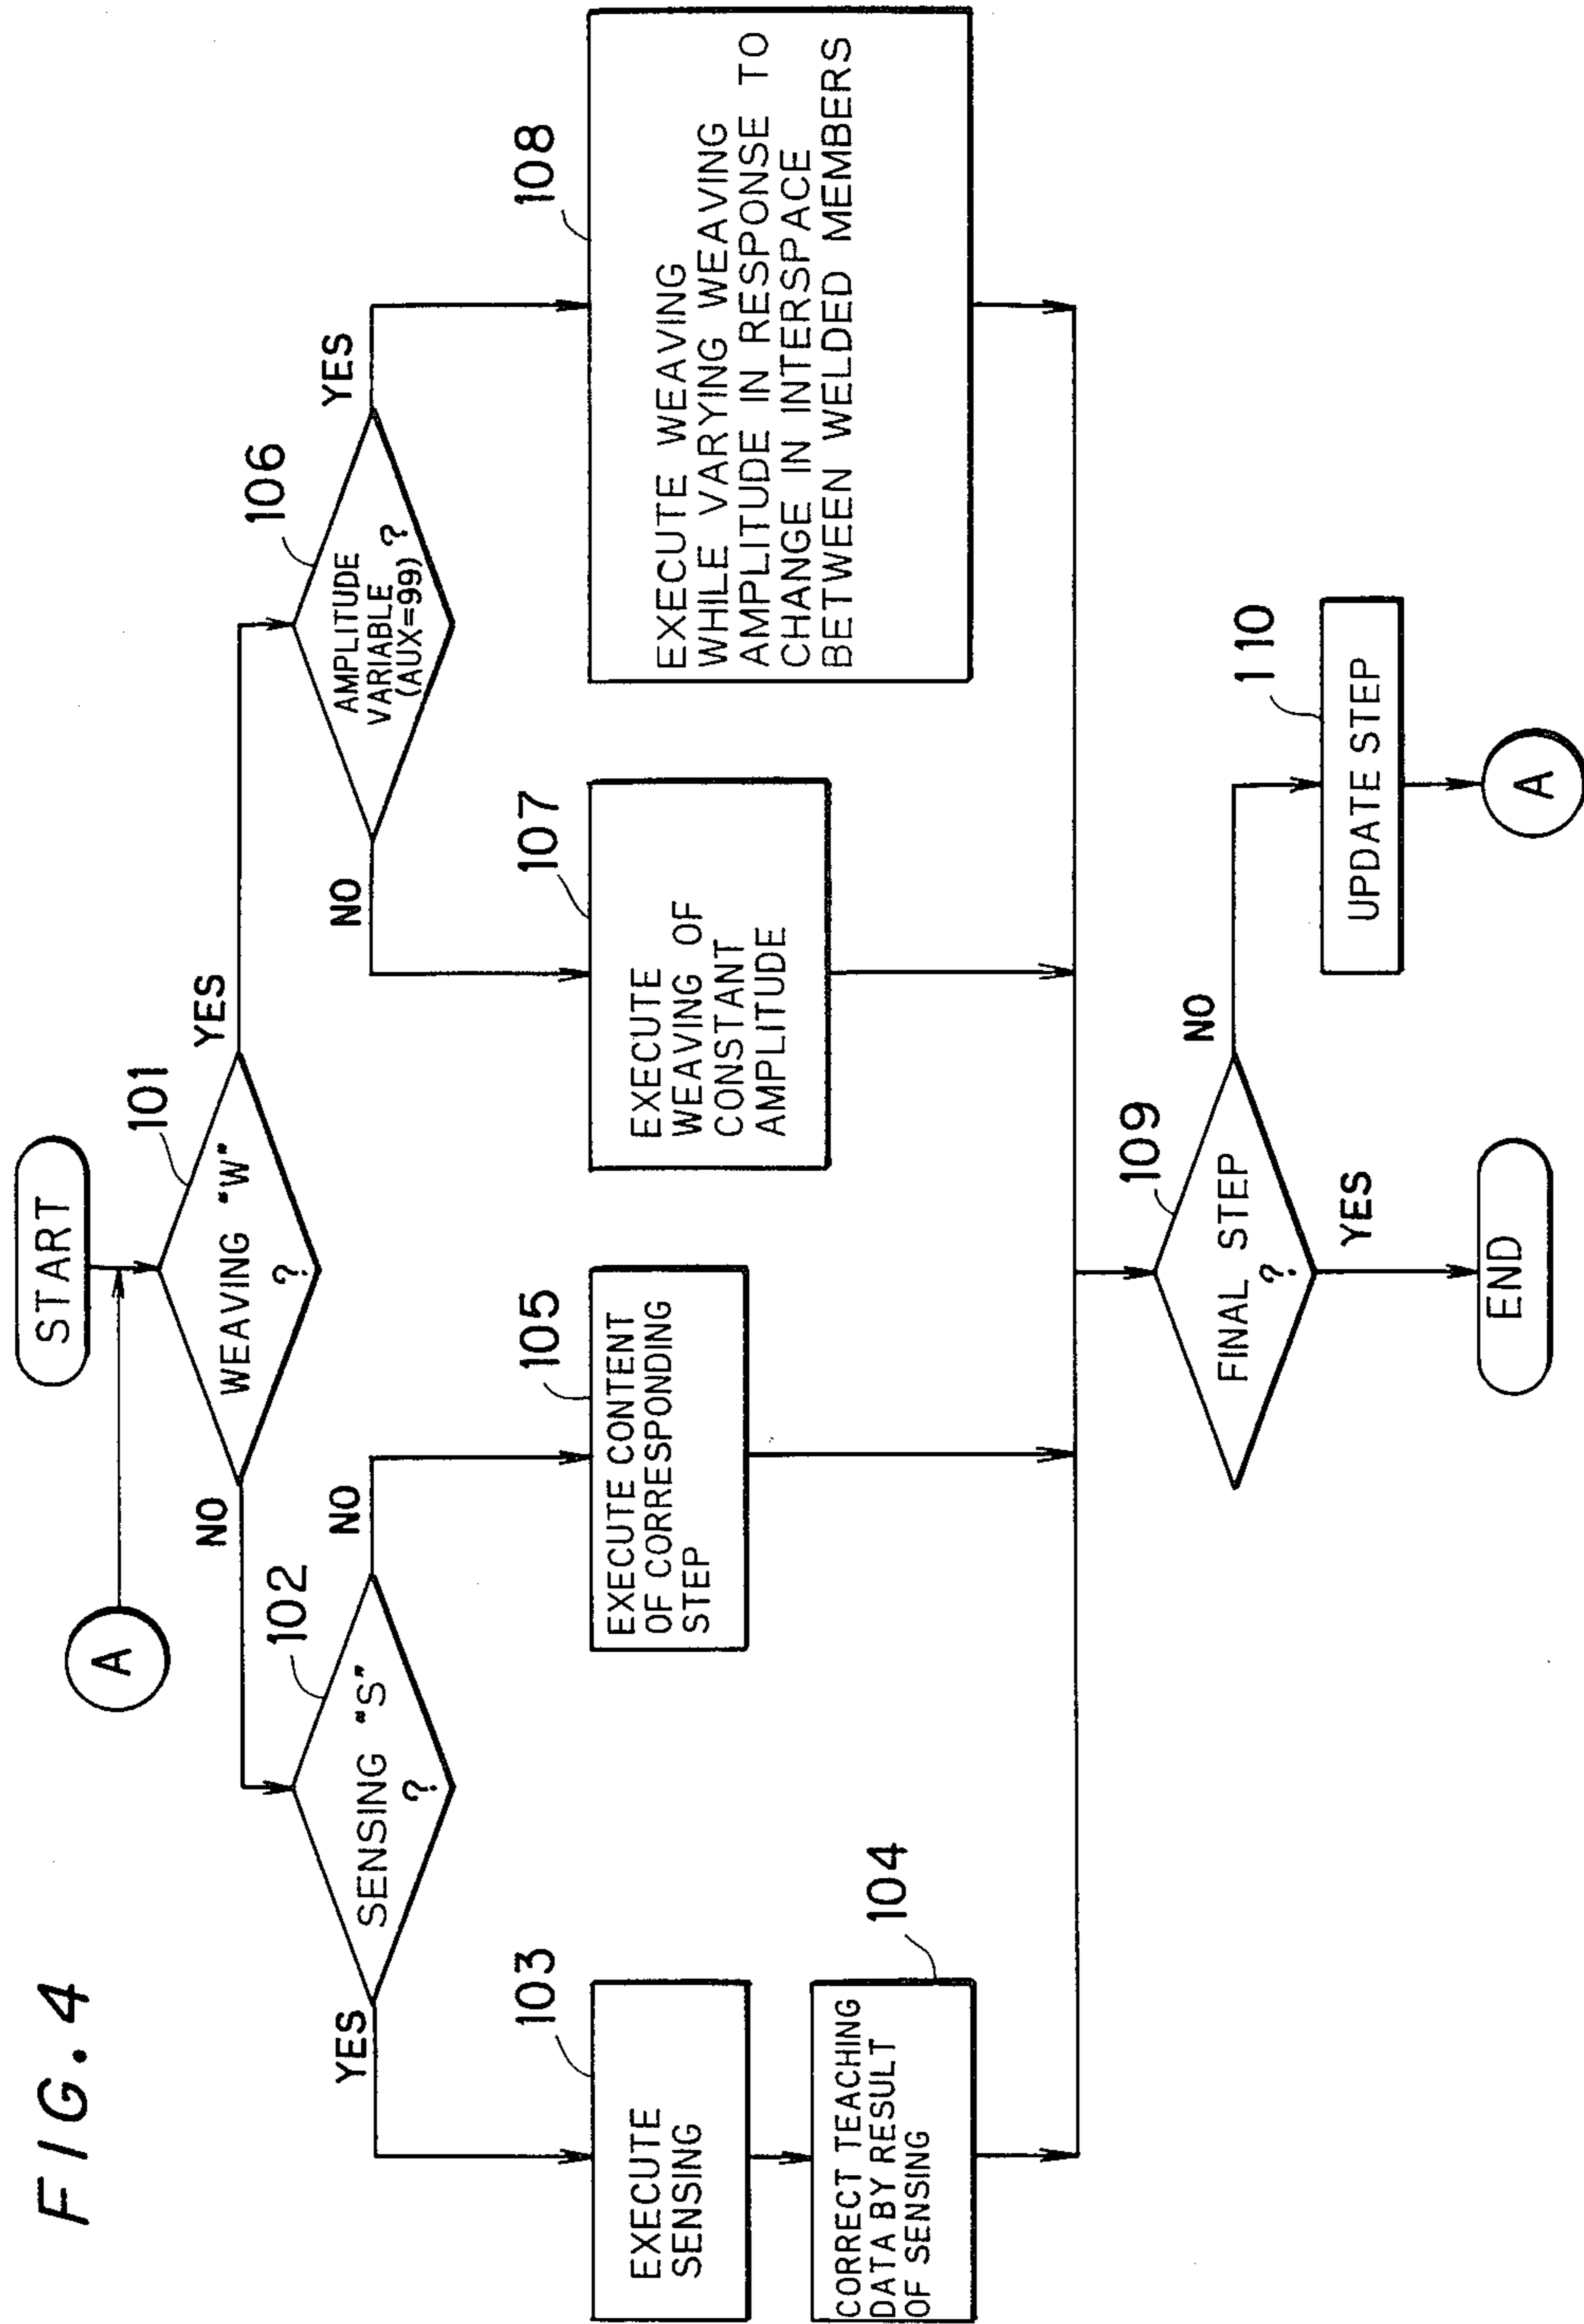 FIG. 4
START
A
101
WEAVING "W"
?
NO
YES
102
SENSING "S"
?
YES
NO
106
AMPLITUDE
VARIABLE
(AUX=99) ?
NO
YES
103
EXECUTE
SENSING
104
CORRECT TEACHING
DATA BY RESULT
OF SENSING
105
EXECUTE CONTENT
OF CORRESPONDING
STEP
107
EXECUTE
WEAVING OF
CONSTANT
AMPLITUDE
108
EXECUTE WEAVING
WHILE VARYING WEAVING
AMPLITUDE IN RESPONSE TO
CHANGE IN INTERSPACE
BETWEEN WELDED MEMBERS
109
FINAL STEP
?
NO
YES
110
UPDATE STEP
A
END